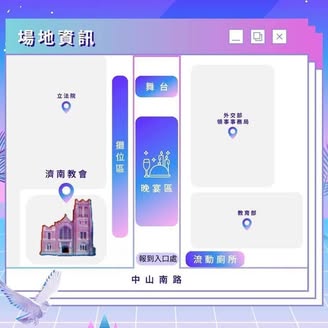 場地資訊
立法院
舞台
外交部
領事事務局
攤位區
濟南教會
晚宴區
教育部
報到入口處
流動廁所
中山南路